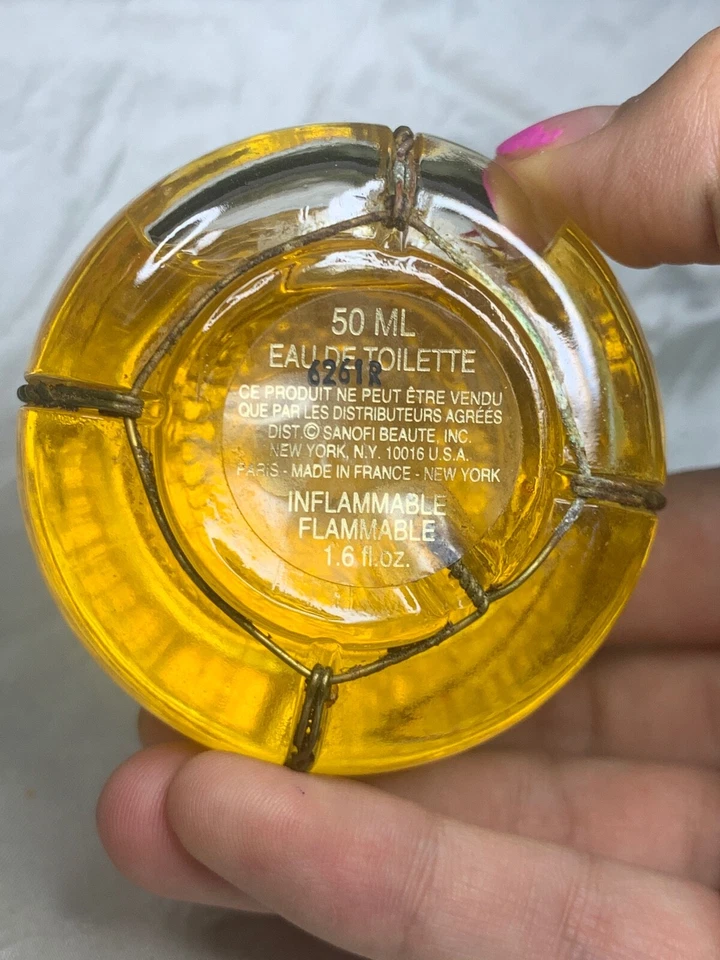 50 ML
EAU DE TOILETTE
6261R
CE PRODUIT NE PEUT ÊTRE VENDU
QUE PAR LES DISTRIBUTEURS AGRÉÉS
DIST.© SANOFI BEAUTE, INC.
NEW YORK, N.Y. 10016 U.S.A.
PARIS - MADE IN FRANCE - NEW YORK
INFLAMMABLE
FLAMMABLE
1.6 fl.oz.